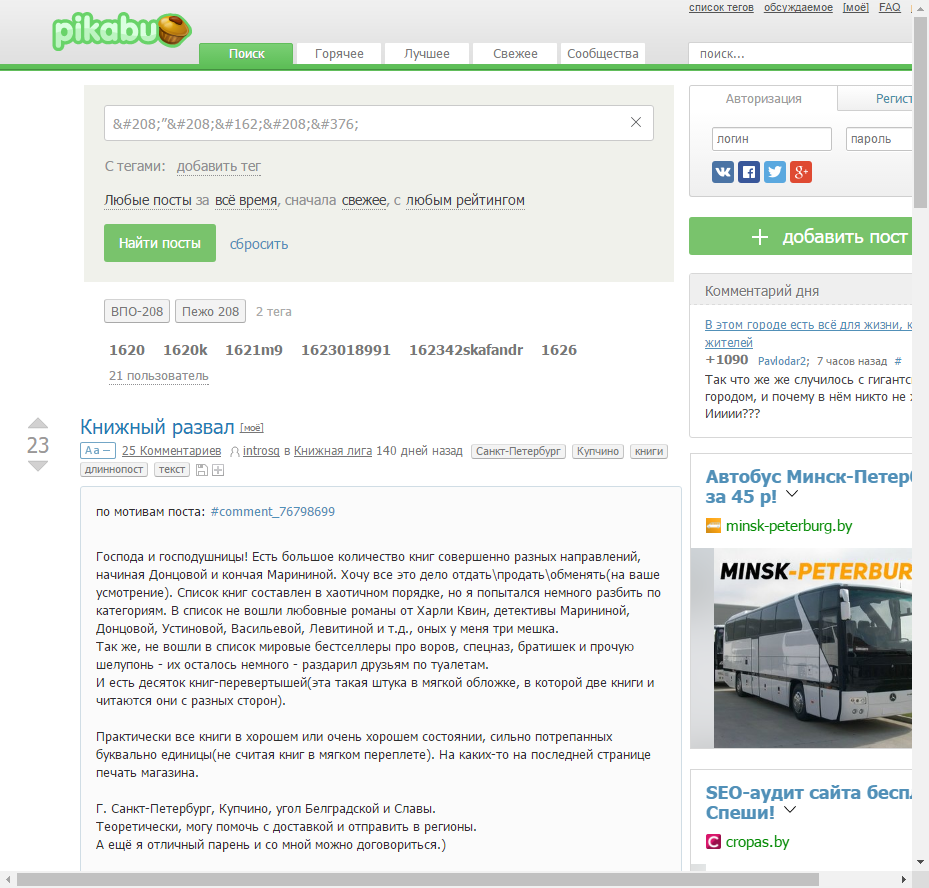 список тегов обсуждаемое [моё] FAQ
pikabu
Поиск Горячее Лучшее Свежее Сообщества поиск...
&#208;”&#208;&#162;&#208;&#376;
С тегами: добавить тег
Любые посты за всё время, сначала свежее, с любым рейтингом
Найти посты сбросить
ВПО-208 Пежо 208 2 тега
1620 1620k 1621m9 1623018991 162342skafandr 1626
21 пользователь
23
Книжный развал [моё]
Aa – 25 Комментариев introsq в Книжная лига 140 дней назад Санкт-Петербург Купчино книги
длиннопост текст
по мотивам поста: #comment_76798699
Господа и господушницы! Есть большое количество книг совершенно разных направлений,
начиная Донцовой и кончая Марининой. Хочу все это дело отдать\продать\обменять(на ваше
усмотрение). Список книг составлен в хаотичном порядке, но я попытался немного разбить по
категориям. В список не вошли любовные романы от Харли Квин, детективы Марининой,
Донцовой, Устиновой, Васильевой, Левитиной и т.д., оных у меня три мешка.
Так же, не вошли в список мировые бестселлеры про воров, спецназ, братишек и прочую
шелупонь - их осталось немного - раздарил друзьям по туалетам.
И есть десяток книг-перевертышей(эта такая штука в мягкой обложке, в которой две книги и
читаются они с разных сторон).
Практически все книги в хорошем или очень хорошем состоянии, сильно потрепанных
буквально единицы(не считая книг в мягком переплете). На каких-то на последней странице
печать магазина.
Г. Санкт-Петербург, Купчино, угол Белградской и Славы.
Теоретически, могу помочь с доставкой и отправить в регионы.
А ещё я отличный парень и со мной можно договориться.)
Авторизация Регист
логин пароль
добавить пост
Комментарий дня
В этом городе есть всё для жизни, к
жителей
+1090 Pavlodar2; 7 часов назад #
Так что же же случилось с гигантс
городом, и почему в нём никто не
Иииии???
Автобус Минск-Петерб
за 45 р!
minsk-peterburg.by
MINSK-PETERBUR
SEO-аудит сайта беспл
Спеши!
cropas.by